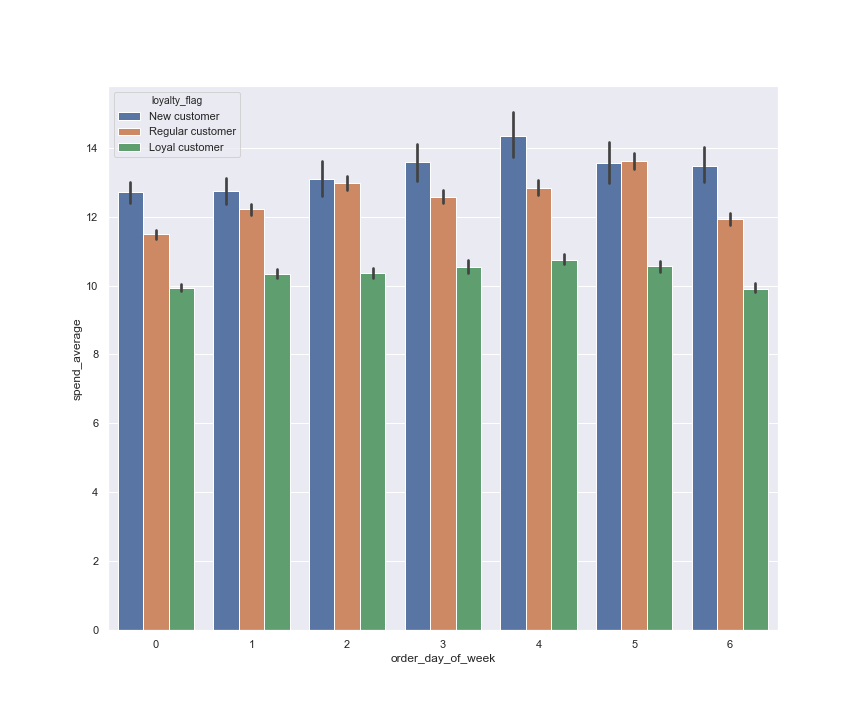 loyalty_flag
New customer
Regular customer
Loyal customer
14
12
10
8
6
4
2
0
spend_average
0 1 2 3 4 5 6
order_day_of_week